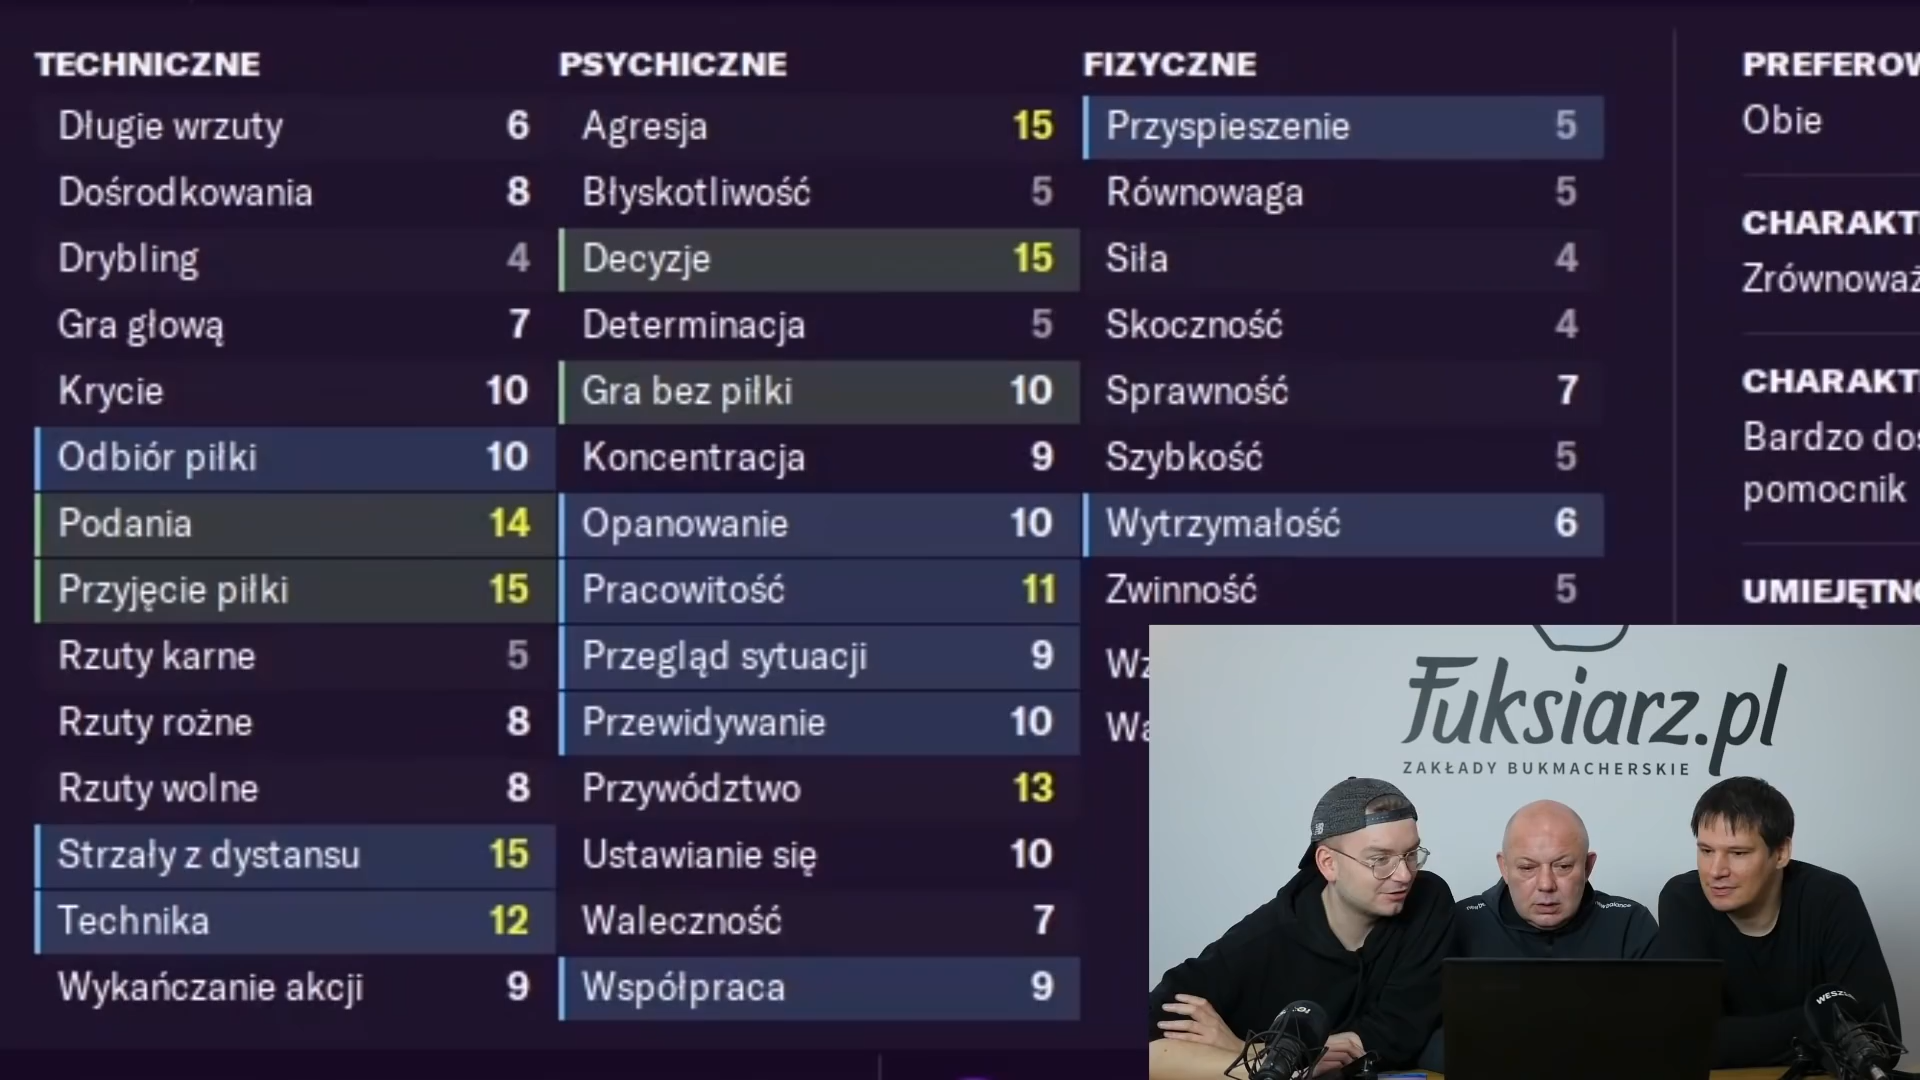 TECHNICZNE
Długie wrzuty 6
Dośrodkowania 8
Drybling 4
Gra głową 7
Krycie 10
Odbiór piłki 10
Podania 14
Przyjęcie piłki 15
Rzuty karne 5
Rzuty rożne 8
Rzuty wolne 8
Strzały z dystansu 15
Technika 12
Wykańczanie akcji 9
PSYCHICZNE
Agresja 15
Błyskotliwość 5
Decyzje 15
Determinacja 5
Gra bez piłki 10
Koncentracja 9
Opanowanie 10
Pracowitość 11
Przegląd sytuacji 9
Przewidywanie 10
Przywództwo 13
Ustawianie się 10
Waleczność 7
Współpraca 9
FIZYCZNE
Przyspieszenie 5
Równowaga 5
Siła 4
Skoczność 4
Sprawność 7
Szybkość 5
Wytrzymałość 6
Zwinność 5
Wz
Wa
PREFEROW
Obie
CHARAKT
Zrównoważ
CHARAKT
Bardzo dos
pomocnik
UMIEJĘTNO
Fuksiarz.pl
ZAKŁADY BUKMACHERSKIE